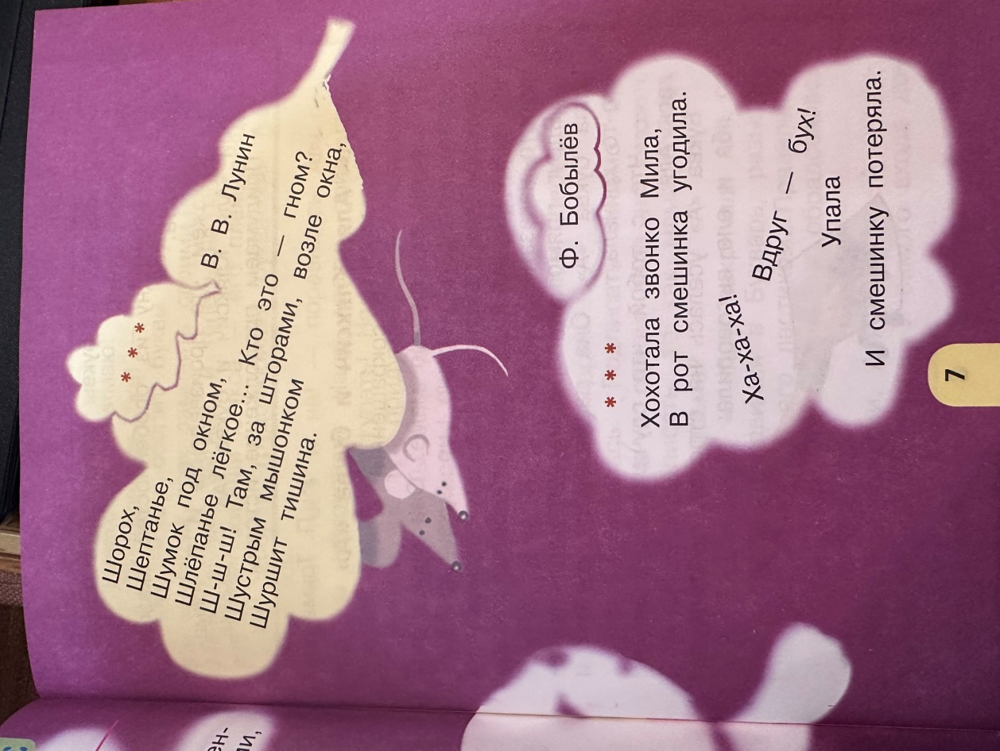 * * *
В. В. Лунин
Шорох,
Шептанье,
Шумок под окном,
Шлёпанье лёгкое... Кто это — гном?
Ш-ш-ш! Там, за шторами, возле окна,
Шустрым мышонком
Шуршит тишина.
Ф. Бобылёв
* * *
Хохотала звонко Мила,
В рот смешинка угодила.
Ха-ха-ха!
Вдруг — бух!
Упала
И смешинку потеряла.
7